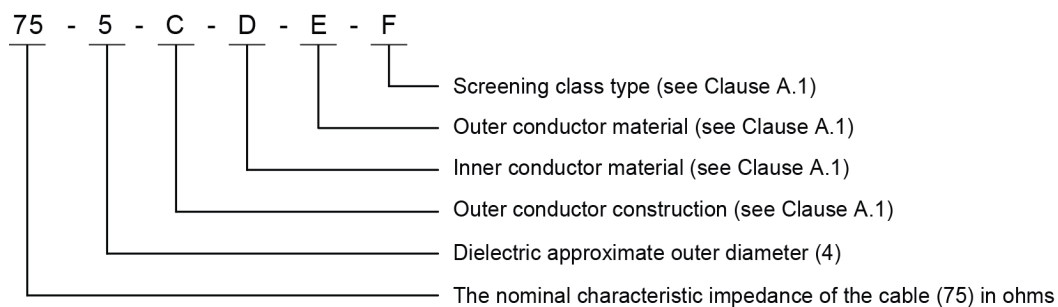 75 - 5 - C - D - E - F
Screening class type (see Clause A.1)
Outer conductor material (see Clause A.1)
Inner conductor material (see Clause A.1)
Outer conductor construction (see Clause A.1)
Dielectric approximate outer diameter (4)
The nominal characteristic impedance of the cable (75) in ohms